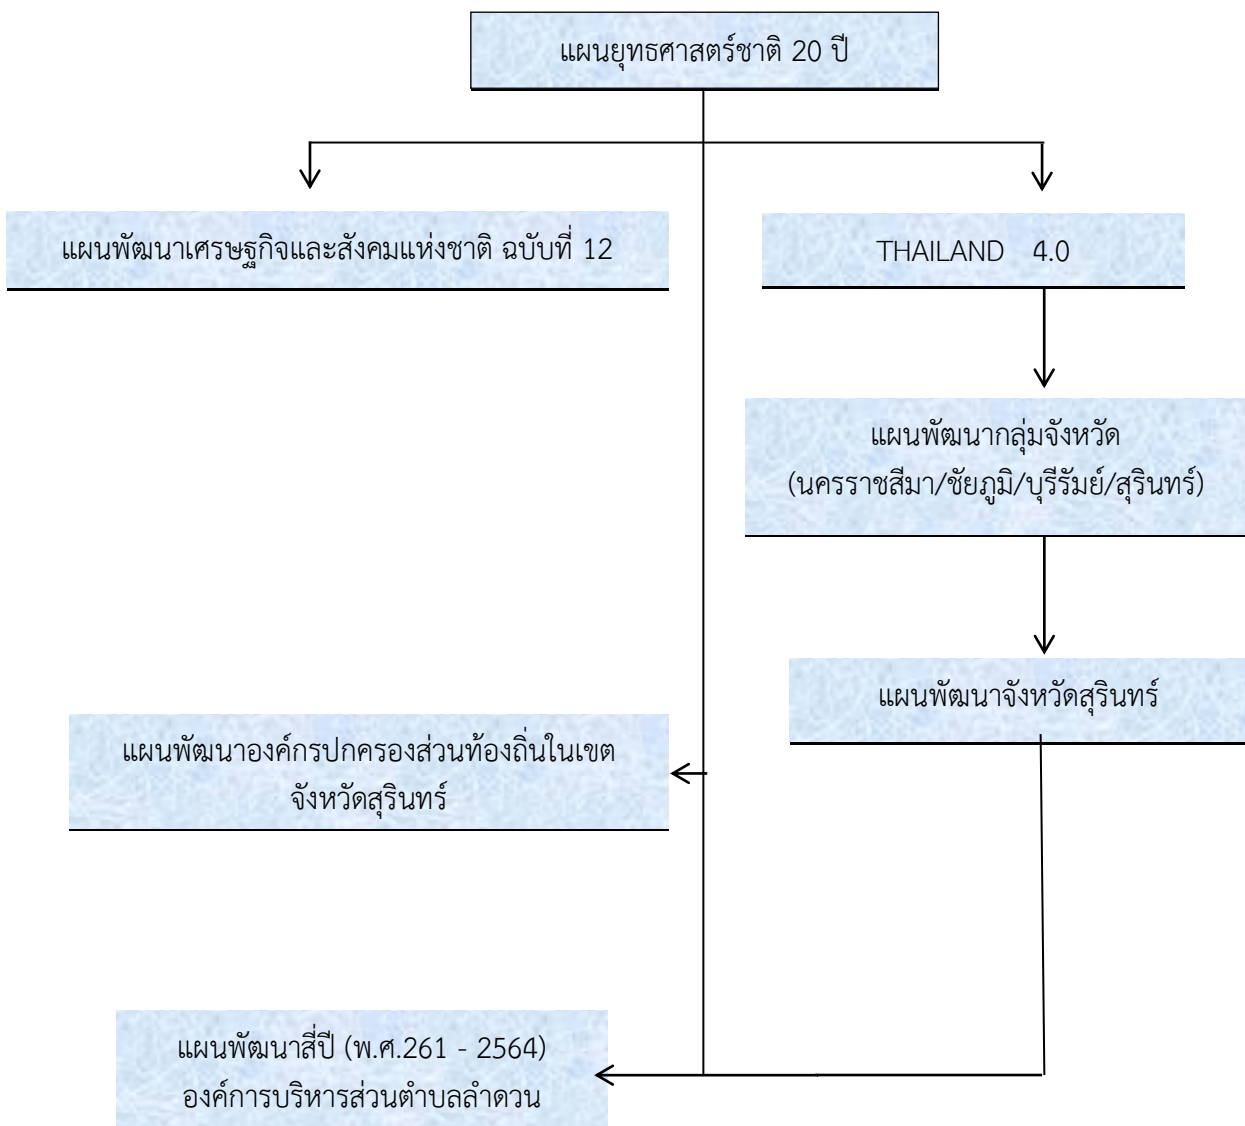 แผนยุทธศาสตร์ชาติ 20 ปี
แผนพัฒนาเศรษฐกิจและสังคมแห่งชาติ ฉบับที่ 12
THAILAND 4.0
แผนพัฒนากลุ่มจังหวัด
(นครราชสีมา/ชัยภูมิ/บุรีรัมย์/สุรินทร์)
แผนพัฒนาจังหวัดสุรินทร์
แผนพัฒนาองค์กรปกครองส่วนท้องถิ่นในเขต
จังหวัดสุรินทร์
แผนพัฒนาสี่ปี (พ.ศ.261 - 2564)
องค์การบริหารส่วนตำบลลำดวน